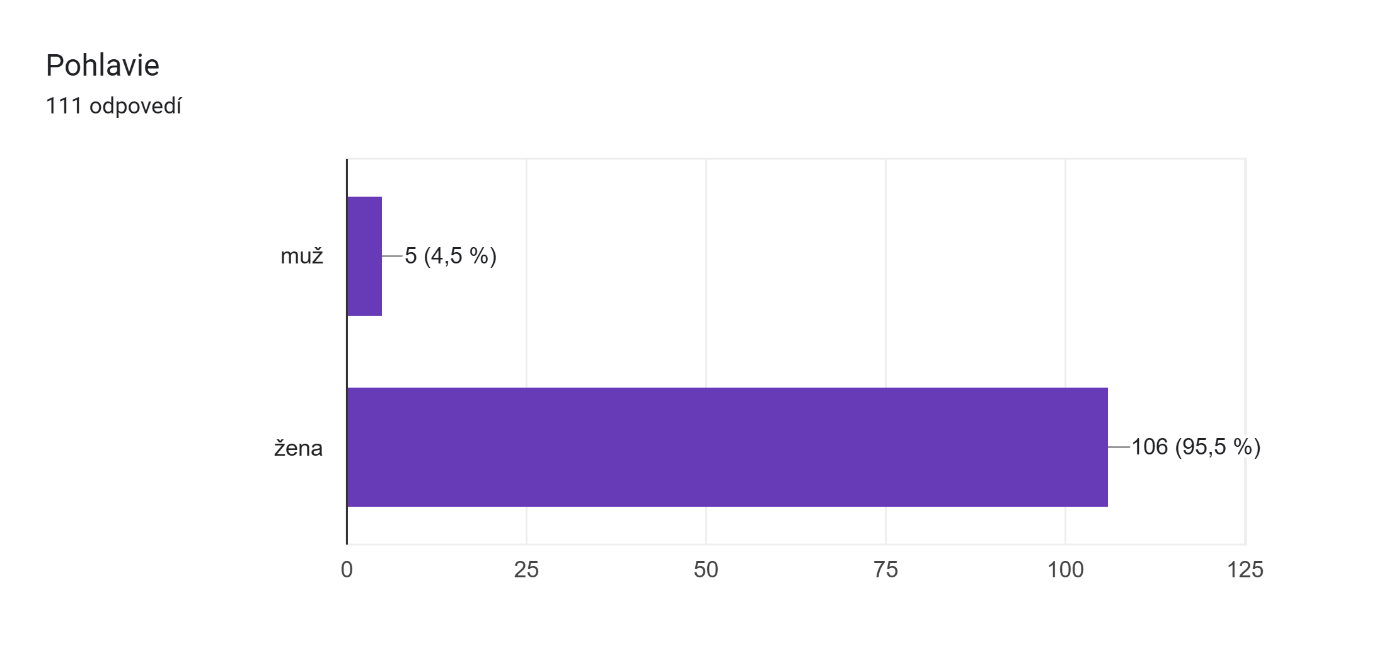 Pohlavie
111 odpovedí
muž
5 (4,5 %)
žena
106 (95,5 %)
0 25 50 75 100 125